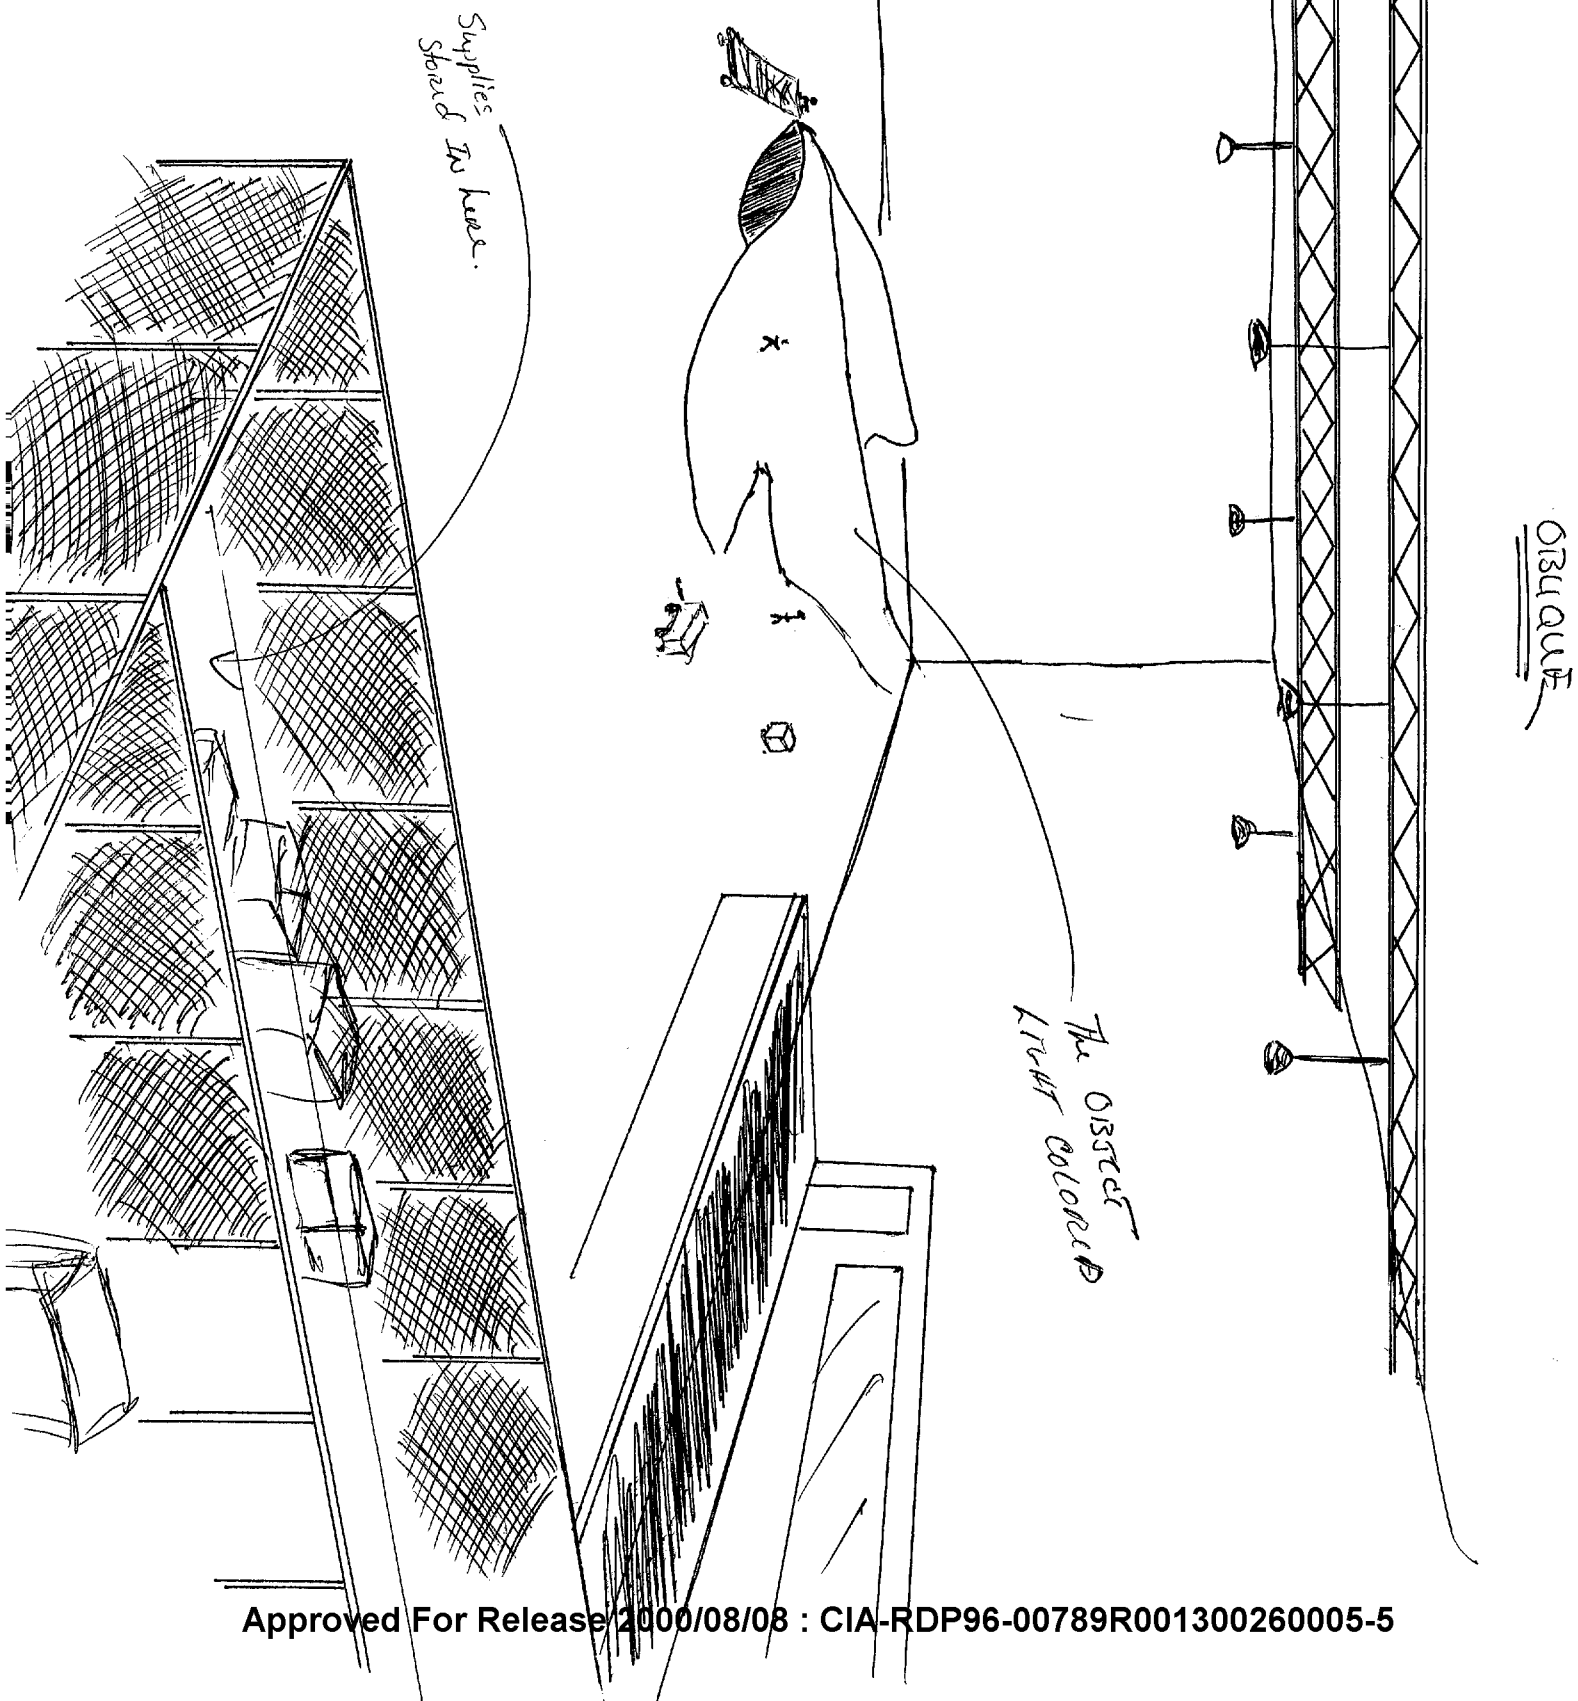 OBLIQUE
The OBJECT
LIGHT COLORED
Supplies
Stored In here.
Approved For Release 2000/08/08 : CIA-RDP96-00789R001300260005-5